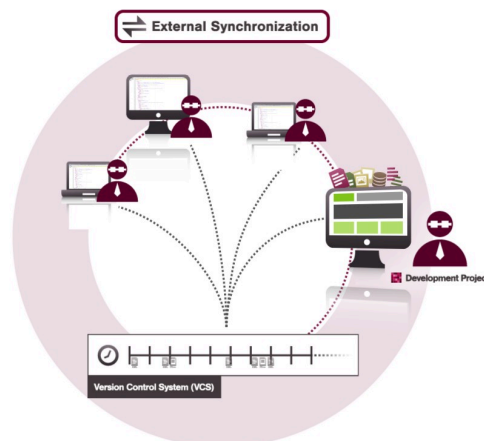 External Synchronization
Development Projec
Version Control System (VCS)